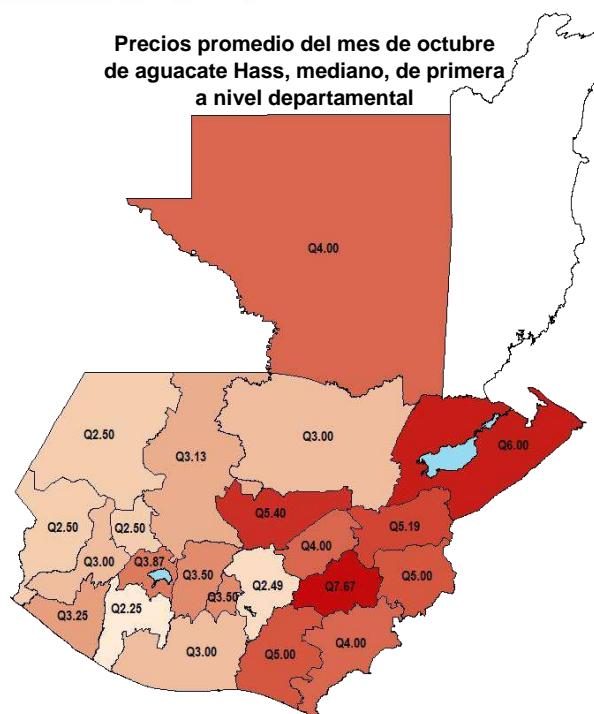 Precios promedio del mes de octubre
de aguacate Hass, mediano, de primera
a nivel departamental
Q4.00
Q2.50
Q3.13
Q3.00
Q6.00
Q5.40
Q5.19
Q2.50
Q2.50
Q4.00
Q3.00
Q3.87
Q3.50
Q2.49
Q7.67
Q5.00
Q3.50
Q3.25
Q2.25
Q3.00
Q5.00
Q4.00